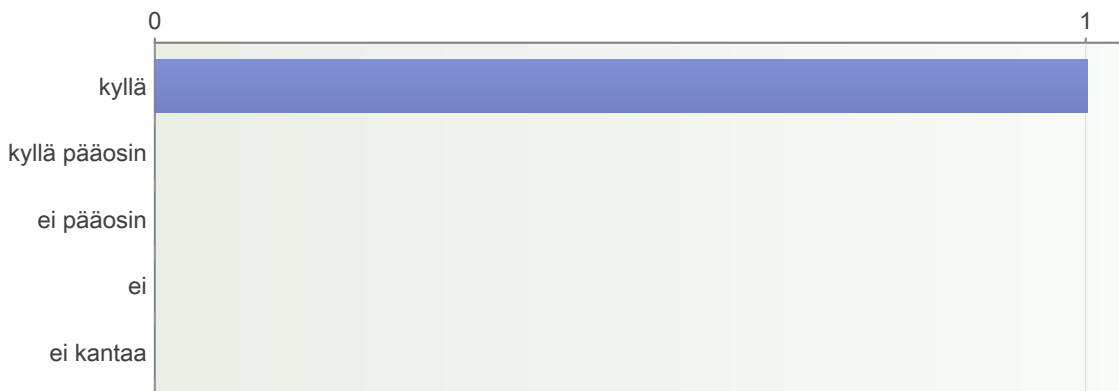 0 1
kyllä
kyllä pääosin
ei pääosin
ei
ei kantaa